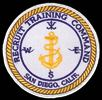 RECRUIT TRAINING COMMAND
W E
S
SAN DIEGO, CALIF.